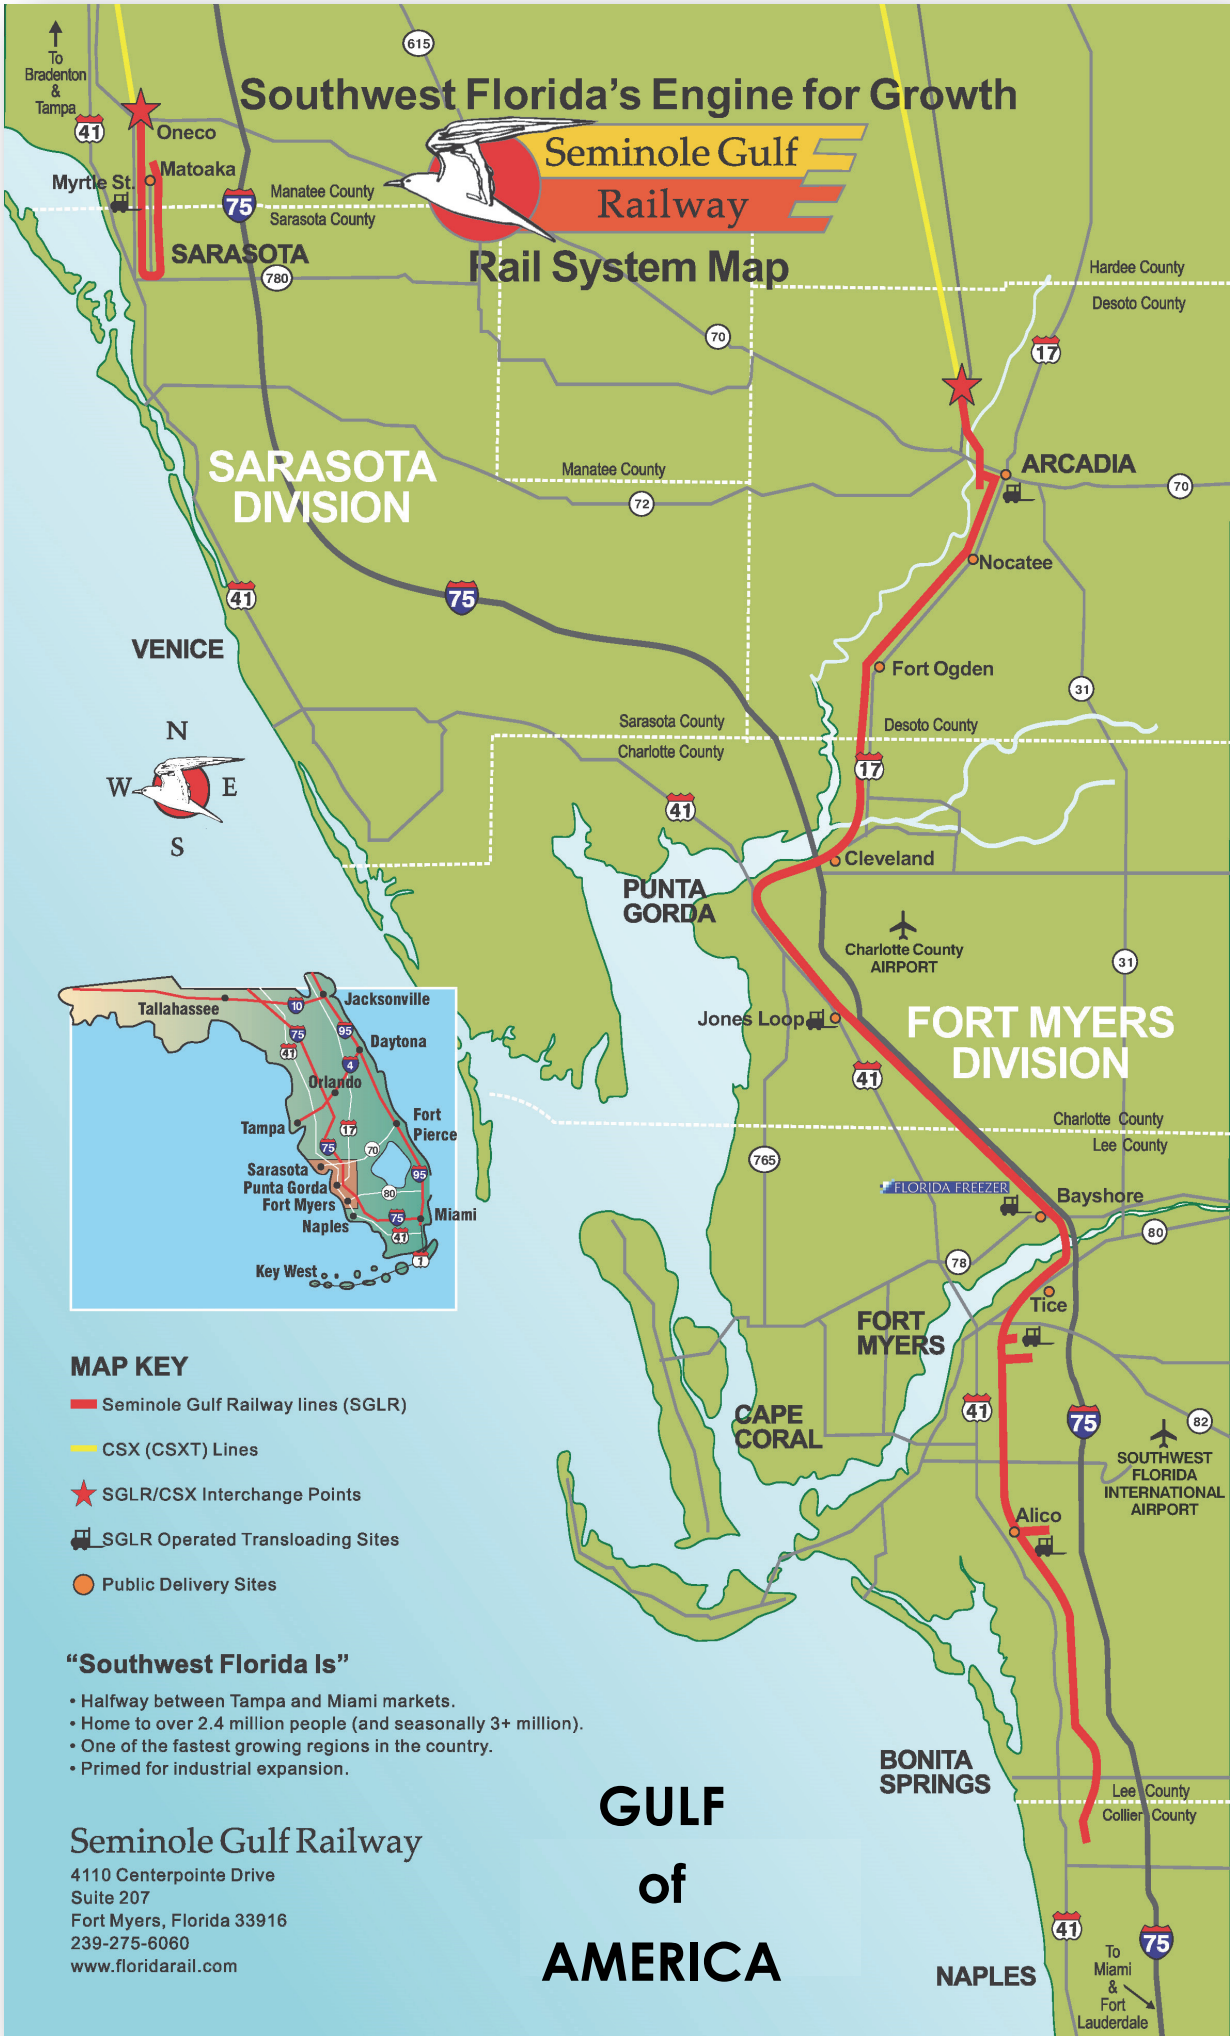 To
Bradenton
&
Tampa
615
Southwest Florida's Engine for Growth
41
Oneco
Seminole Gulf
Railway
Matoaka
Myrtle St.
75
Manatee County
Sarasota County
SARASOTA
780
Rail System Map
Hardee County
Desoto County
70
17
SARASOTA
DIVISION
Manatee County
72
ARCADIA
70
Nocatee
41
75
VENICE
Fort Ogden
31
Sarasota County
Charlotte County
Desoto County
N
W
E
S
17
41
Cleveland
PUNTA
GORDA
Charlotte County
AIRPORT
31
Jones Loop
FORT MYERS
DIVISION
41
Charlotte County
Lee County
765
FLORIDA FREEZER
Bayshore
80
78
Tice
FORT
MYERS
41
75
82
CAPE
CORAL
SOUTHWEST
FLORIDA
INTERNATIONAL
AIRPORT
Alico
Tallahassee
10
Jacksonville
75
95
41
Daytona
4
Orlando
Fort
Pierce
Tampa
17
75
70
Sarasota
95
Punta Gorda
80
Fort Myers
75
Miami
Naples
41
1
Key West
MAP KEY
Seminole Gulf Railway lines (SGLR)
CSX (CSXT) Lines
SGLR/CSX Interchange Points
SGLR Operated Transloading Sites
Public Delivery Sites
"Southwest Florida Is"
• Halfway between Tampa and Miami markets.
• Home to over 2.4 million people (and seasonally 3+ million).
• One of the fastest growing regions in the country.
• Primed for industrial expansion.
BONITA
SPRINGS
Lee County
Collier County
GULF
of
AMERICA
Seminole Gulf Railway
4110 Centerpointe Drive
Suite 207
Fort Myers, Florida 33916
239-275-6060
www.floridarail.com
41
75
NAPLES
To
Miami
&
Fort
Lauderdale